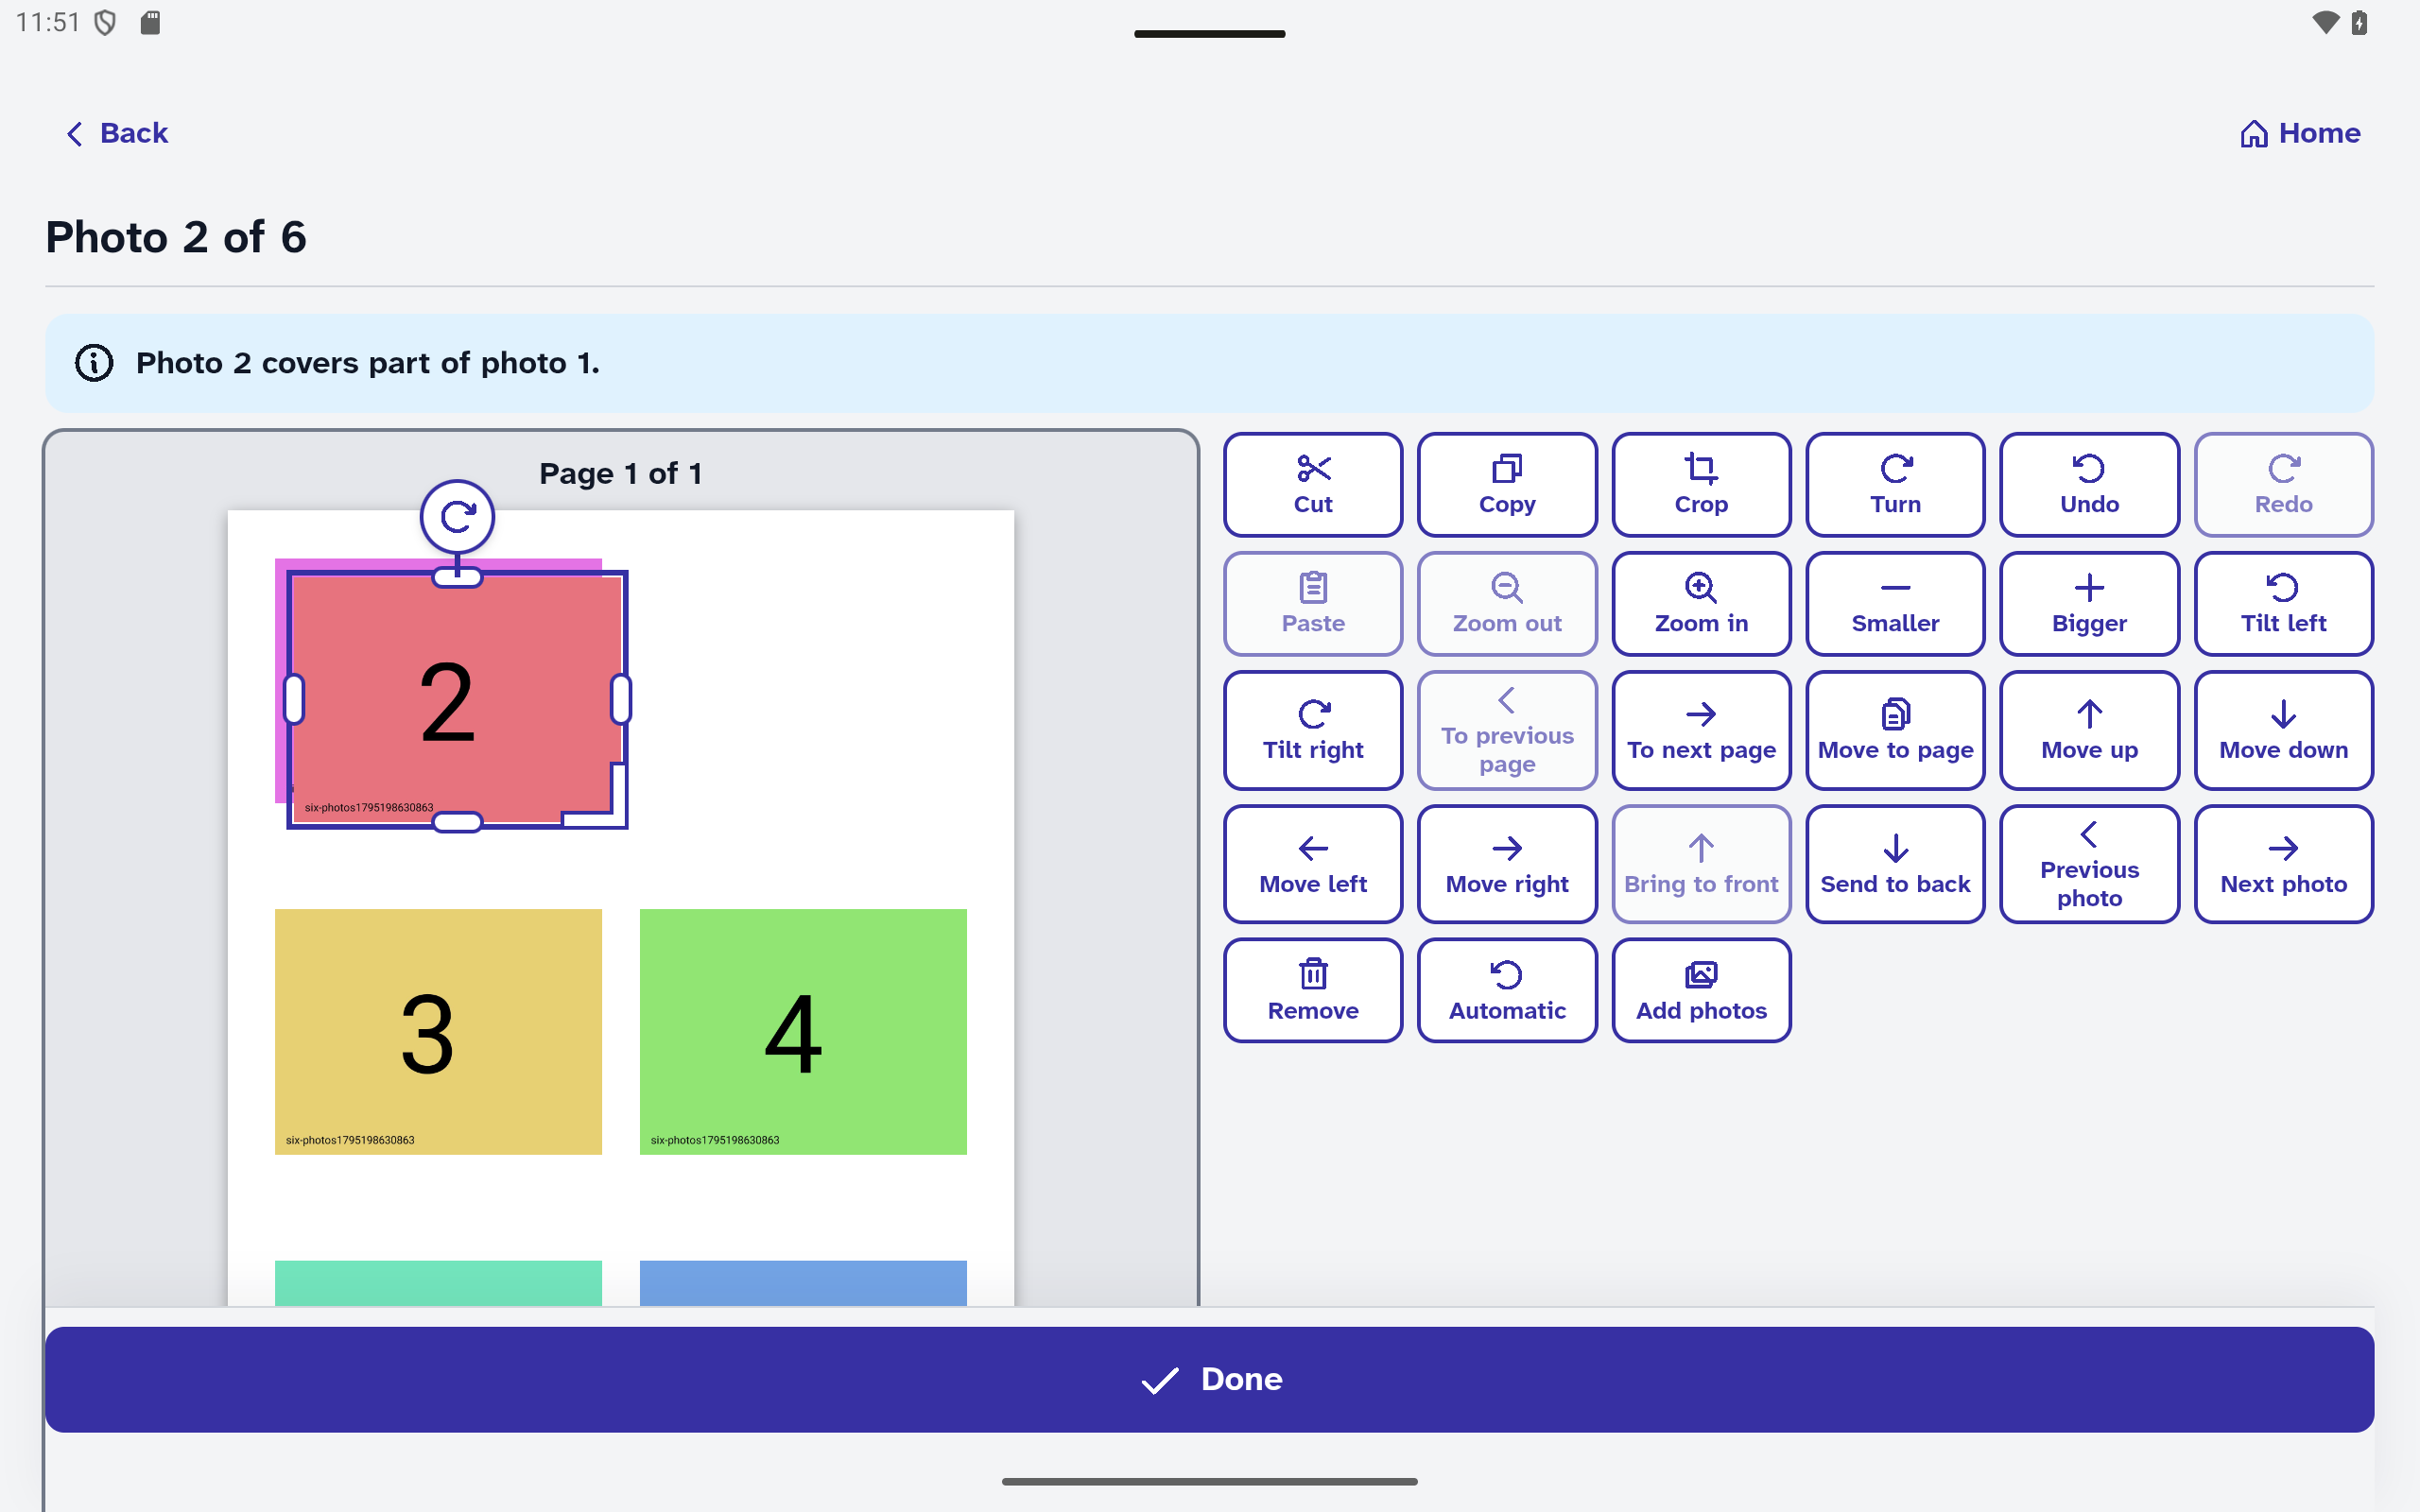 11:51
Back
Home
Photo 2 of 6
Photo 2 covers part of photo 1.
Page 1 of 1
2
six-photos1795198630863
3
six-photos1795198630863
4
six-photos1795198630863
Cut
Copy
Crop
Turn
Undo
Redo
Paste
Zoom out
Zoom in
Smaller
Bigger
Tilt left
Tilt right
To previous
page
To next page
Move to page
Move up
Move down
Move left
Move right
Bring to front
Send to back
Previous
photo
Next photo
Remove
Automatic
Add photos
Done